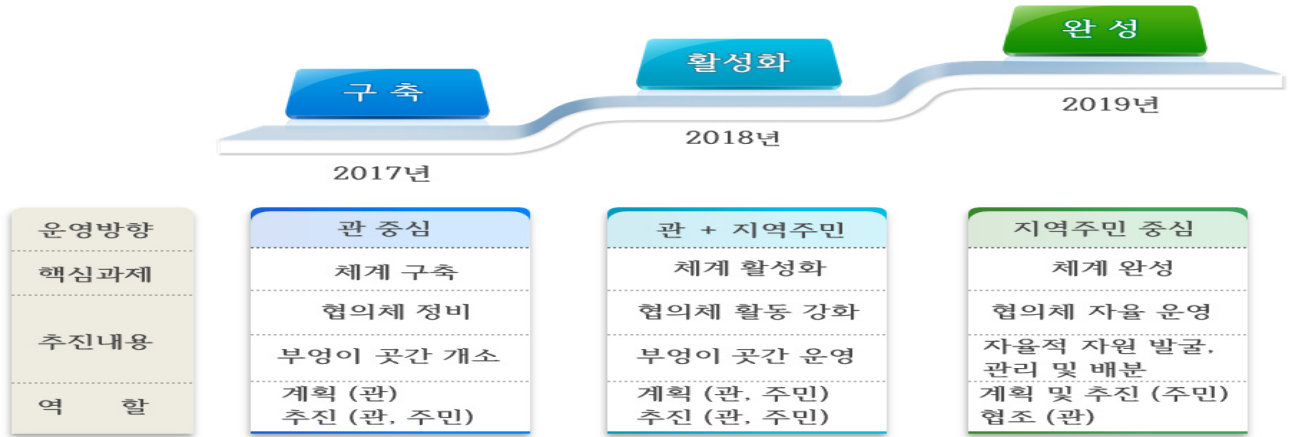 구 축
활성화
완 성
2017년
2018년
2019년
운영방향
관 중심
관 + 지역주민
지역주민 중심
핵심과제
체계 구축
체계 활성화
체계 완성
추진내용
협의체 정비
협의체 활동 강화
협의체 자율 운영
부엉이 곳간 개소
부엉이 곳간 운영
자율적 자원 발굴,
관리 및 배분
역 할
계획 (관)
추진 (관, 주민)
계획 (관, 주민)
추진 (관, 주민)
계획 및 추진 (주민)
협조 (관)